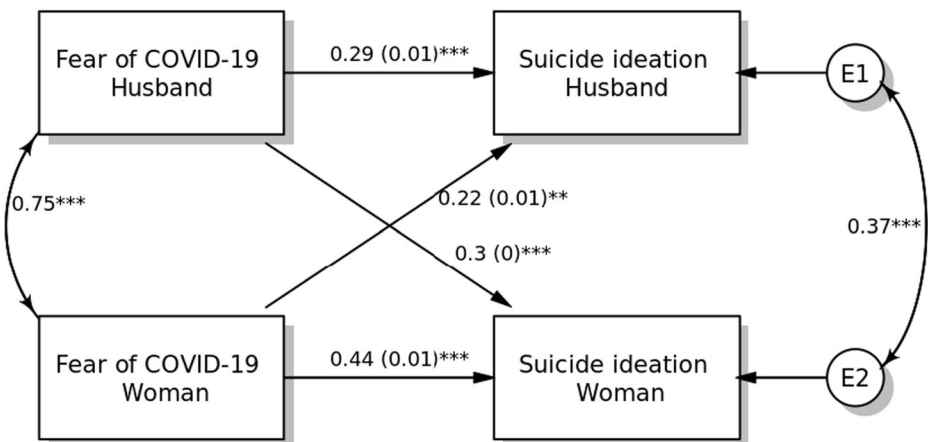 Fear of COVID-19
Husband
0.29 (0.01)***
Suicide ideation
Husband
E1
0.75***
0.22 (0.01)**
0.3 (0)***
0.37***
Fear of COVID-19
Woman
0.44 (0.01)***
Suicide ideation
Woman
E2